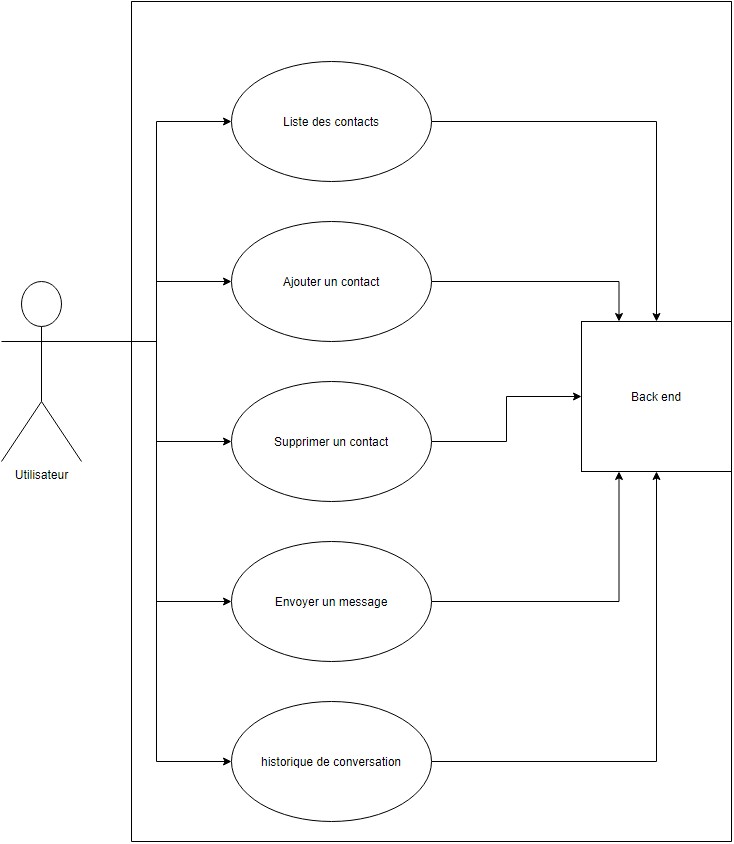 Liste des contacts
Ajouter un contact
Back end
Supprimer un contact
Utilisateur
Envoyer un message
historique de conversation